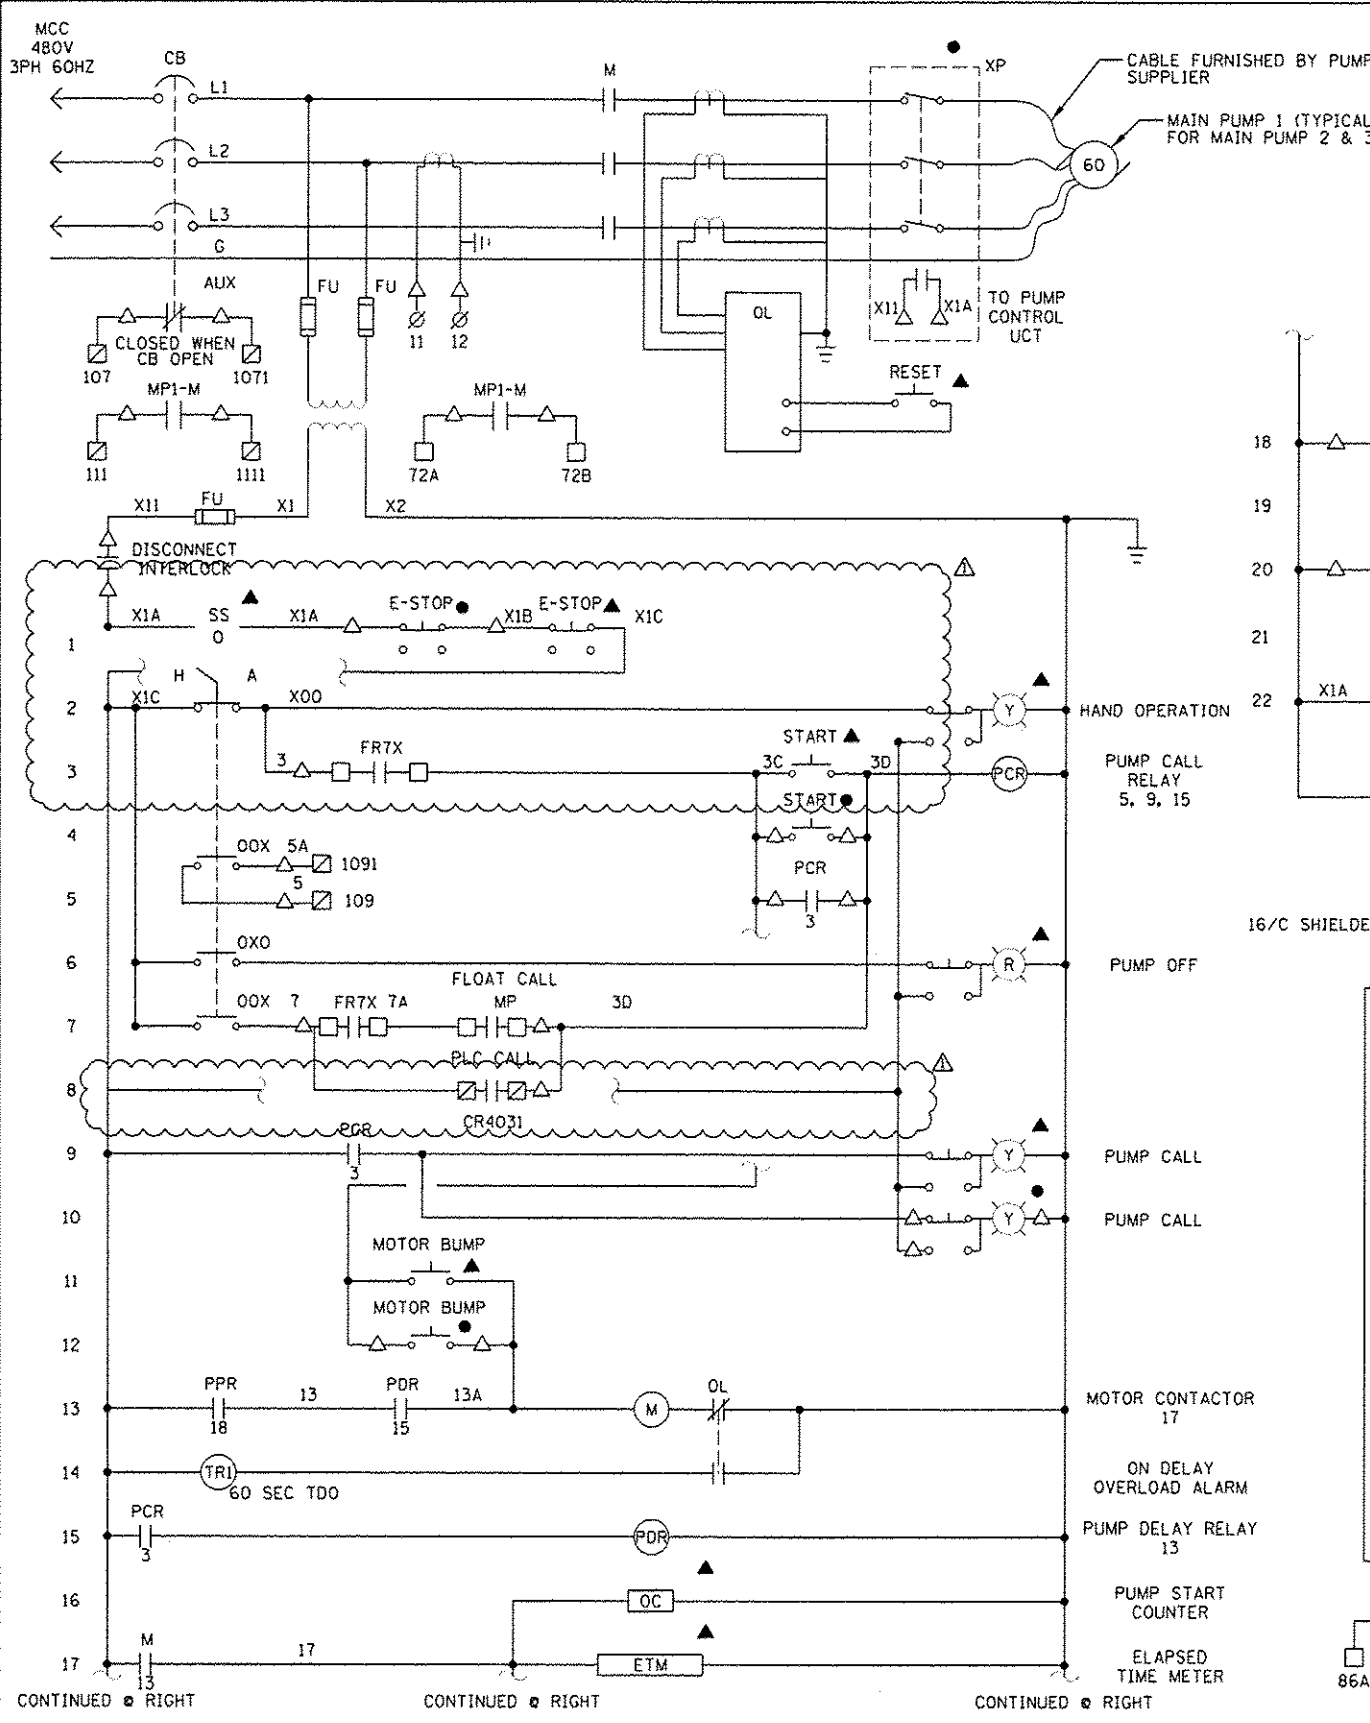 MCC
480V
3PH 60HZ
CB
L1
M
XP
CABLE FURNISHED BY PUMP
SUPPLIER
MAIN PUMP 1 (TYPICAL
FOR MAIN PUMP 2 & 3
L2
60
L3
G
AUX
FU
FU
11
12
CLOSED WHEN
CB OPEN
107
1071
OL
X11
X1A
TO PUMP
CONTROL
UCT
RESET
MP1-M
MP1-M
111
1111
72A
72B
X11
FU
X1
X2
DISCONNECT
INTERLOCK
1
1
X1A
SS
O
X1A
E-STOP
X1B
E-STOP
X1C
H
A
2
X1C
X00
Y
HAND OPERATION
3
3
FR7X
START
3C
3D
PCR
PUMP CALL
RELAY
5, 9, 15
START
4
OOX
5A
1091
5
5
109
PCR
3
6
OXO
R
PUMP OFF
FLOAT CALL
7
OOX
7
FR7X
7A
MP
3D
PLC CALL
1
8
CR4031
9
PCR
3
Y
PUMP CALL
10
Y
PUMP CALL
MOTOR BUMP
11
MOTOR BUMP
12
13
PPR
18
13
PDR
15
13A
M
OL
MOTOR CONTACTOR
17
14
TR1
60 SEC TDO
ON DELAY
OVERLOAD ALARM
15
PCR
3
PDR
PUMP DELAY RELAY
13
16
OC
PUMP START
COUNTER
17
M
13
17
ETM
ELAPSED
TIME METER
CONTINUED @ RIGHT
CONTINUED @ RIGHT
CONTINUED @ RIGHT
18
19
20
21
22
X1A
16/C SHIELDE
86A